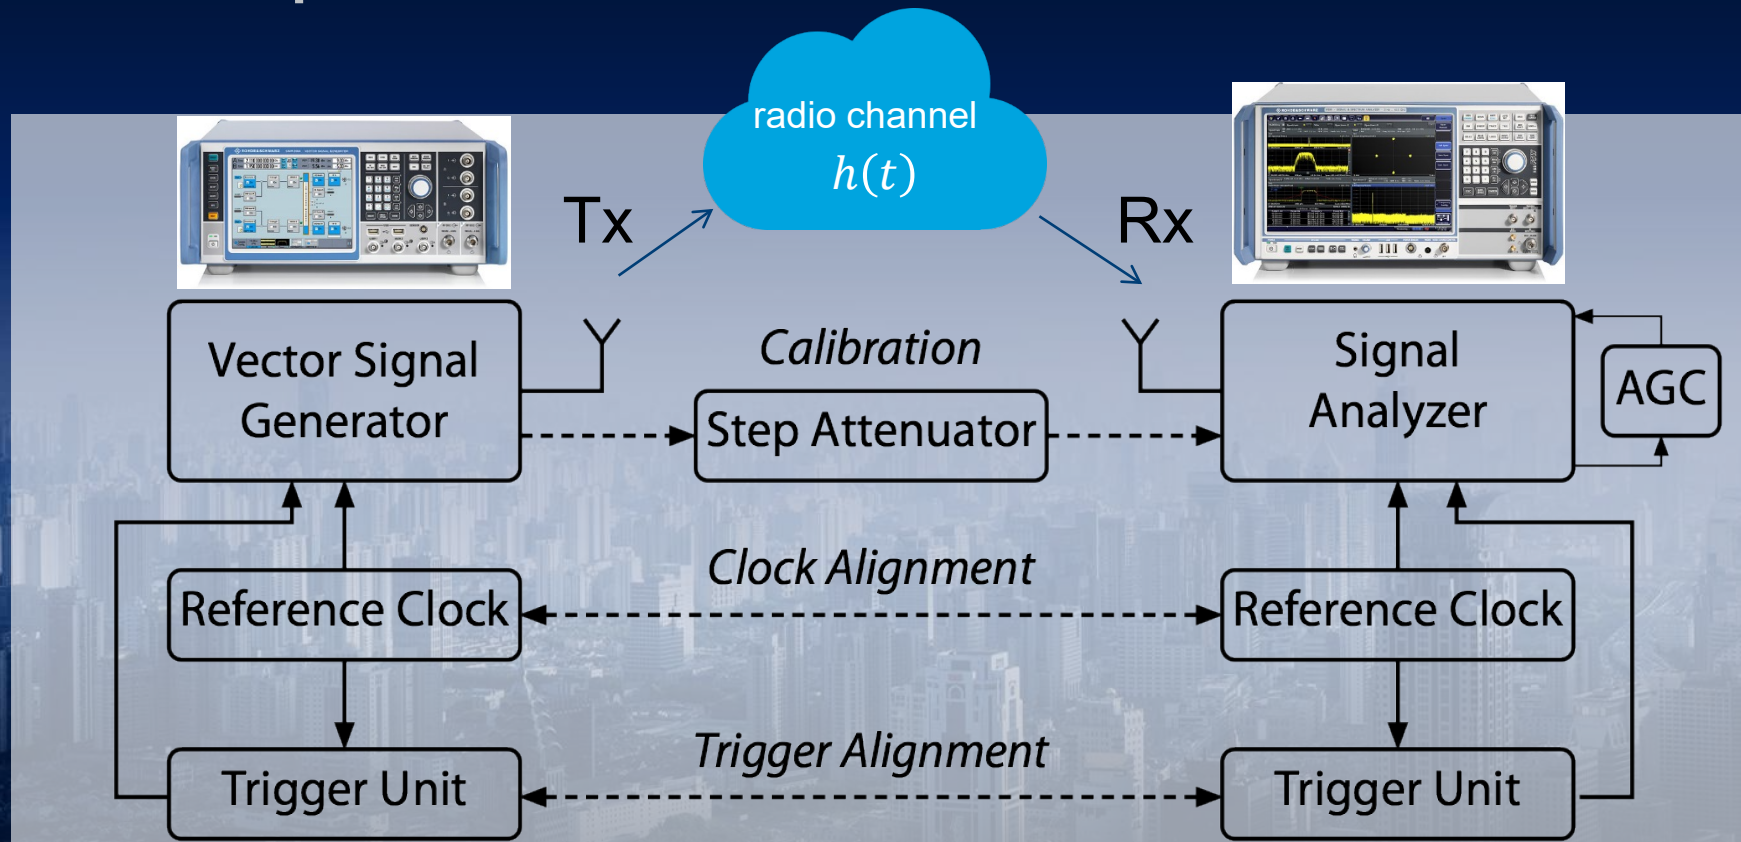 radio channel
h(t)
Tx
Rx
Calibration
Vector Signal
Generator
Step Attenuator
Signal
Analyzer
AGC
Clock Alignment
Reference Clock
Reference Clock
Trigger Alignment
Trigger Unit
Trigger Unit